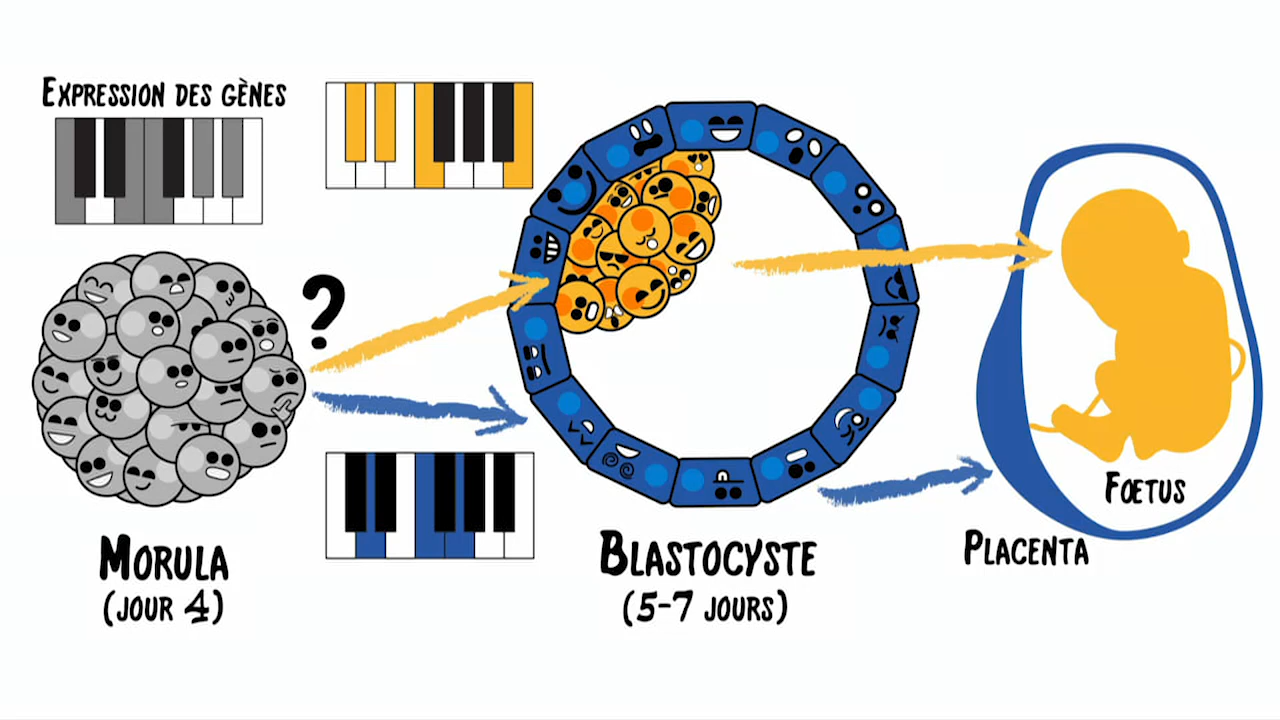 Expression des gènes
?
Morula
(jour 4)
Blastocyste
(5-7 jours)
Fœtus
Placenta